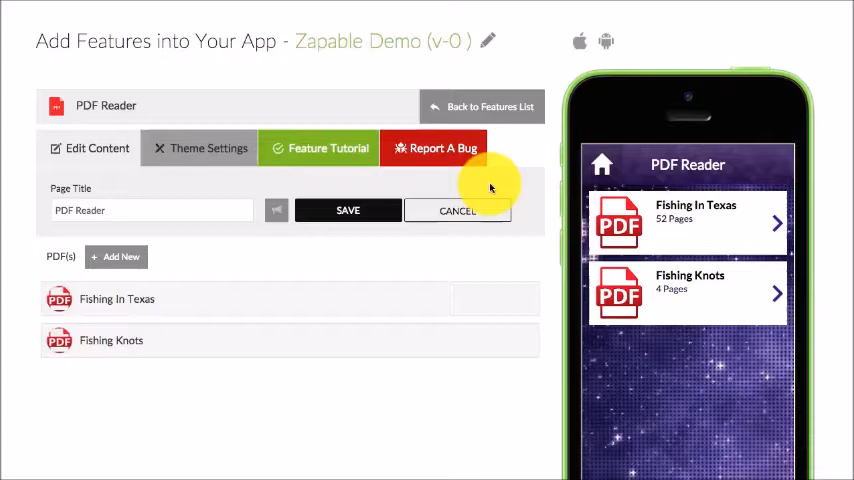 Add Features into Your App - Zapable Demo (v-0 )
PDF Reader
Back to Features List
Edit Content
Theme Settings
Feature Tutorial
Report A Bug
Page Title
PDF Reader
SAVE
CANCEL
PDF(s)
+ Add New
PDF Fishing In Texas
PDF Fishing Knots
PDF Reader
PDF
Fishing In Texas
52 Pages
PDF
Fishing Knots
4 Pages